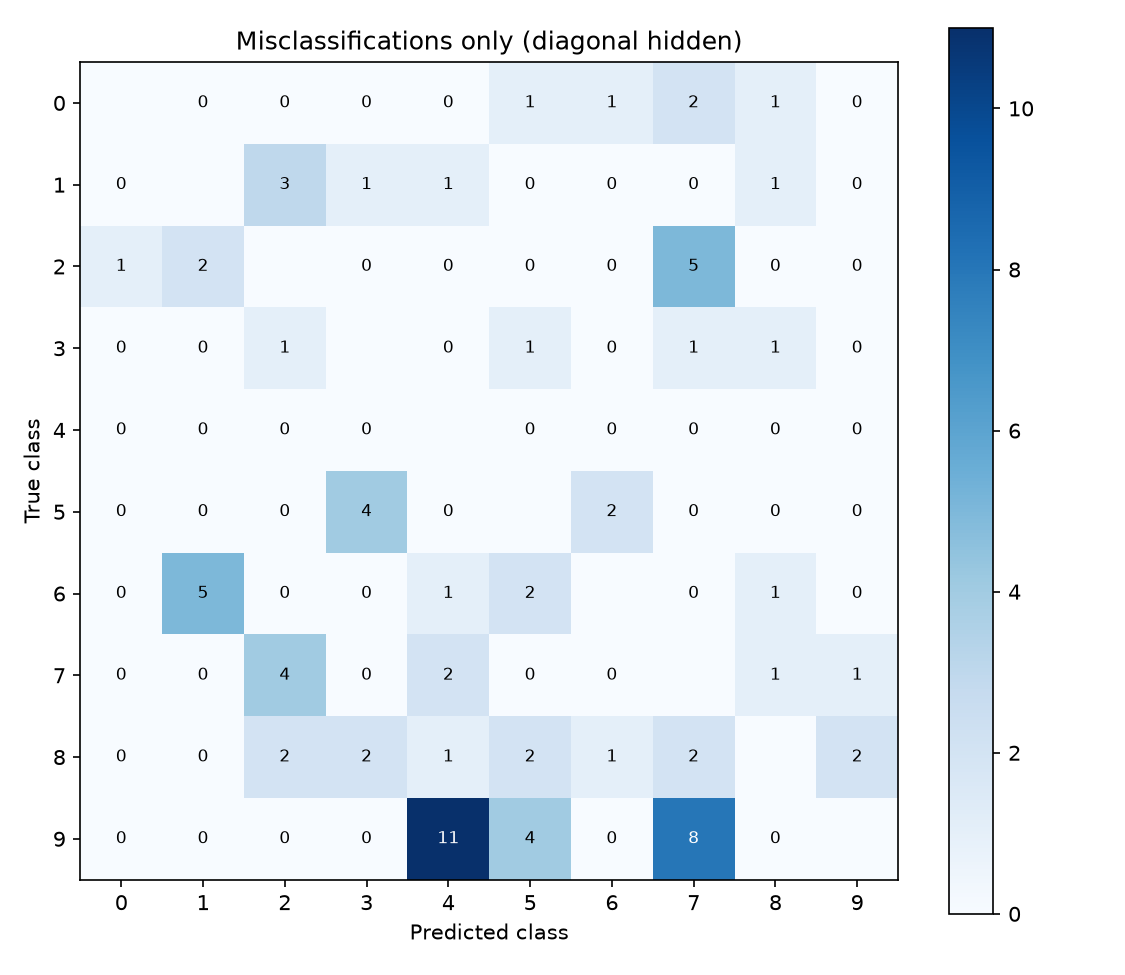 Misclassifications only (diagonal hidden)
0 0 0 0 0 1 1 2 1 0
1 0 3 1 1 0 0 0 1 0
2 1 2 0 0 0 0 5 0 0
3 0 0 1 0 1 0 1 1 0
4 0 0 0 0 0 0 0 0 0
5 0 0 0 4 0 2 0 0 0
6 0 5 0 0 1 2 0 1 0
7 0 0 4 0 2 0 0 1 1
8 0 0 2 2 1 2 1 2 2
9 0 0 0 0 11 4 0 8 0
0 1 2 3 4 5 6 7 8 9
Predicted class
True class
10
8
6
4
2
0